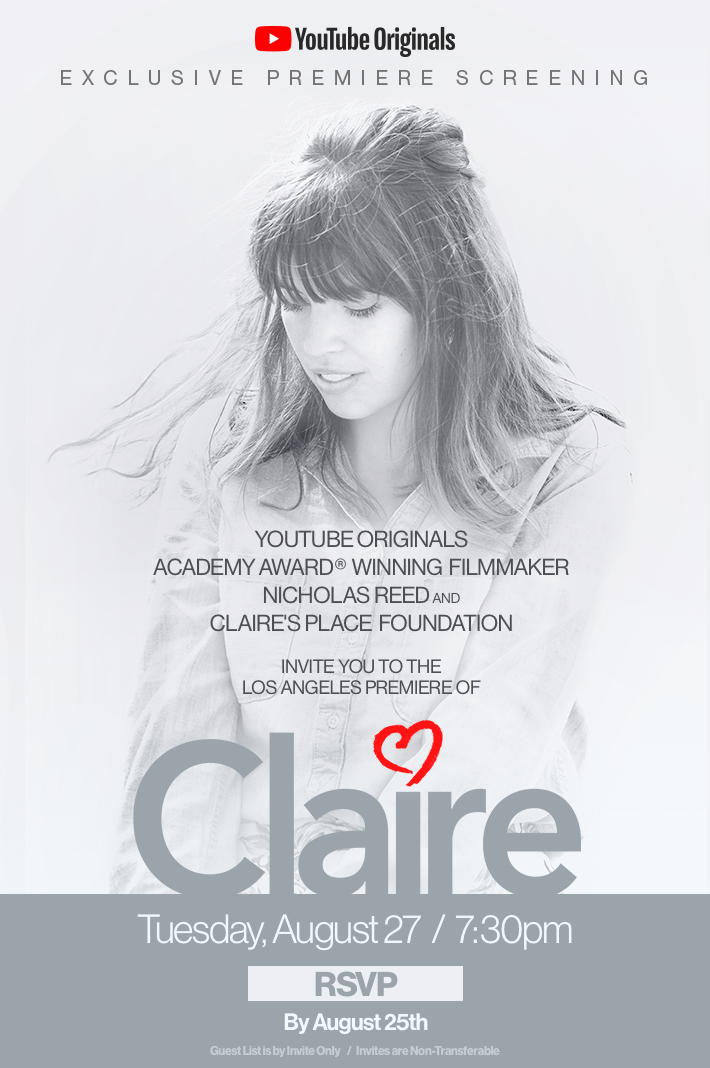 YouTube Originals
EXCLUSIVE PREMIERE SCREENING
YOUTUBE ORIGINALS
ACADEMY AWARD® WINNING FILMMAKER
NICHOLAS REED AND
CLAIRE'S PLACE FOUNDATION
INVITE YOU TO THE
LOS ANGELES PREMIERE OF
Claire
Tuesday, August 27 / 7:30pm
RSVP
By August 25th
Guest List is by Invite Only / Invites are Non-Transferable